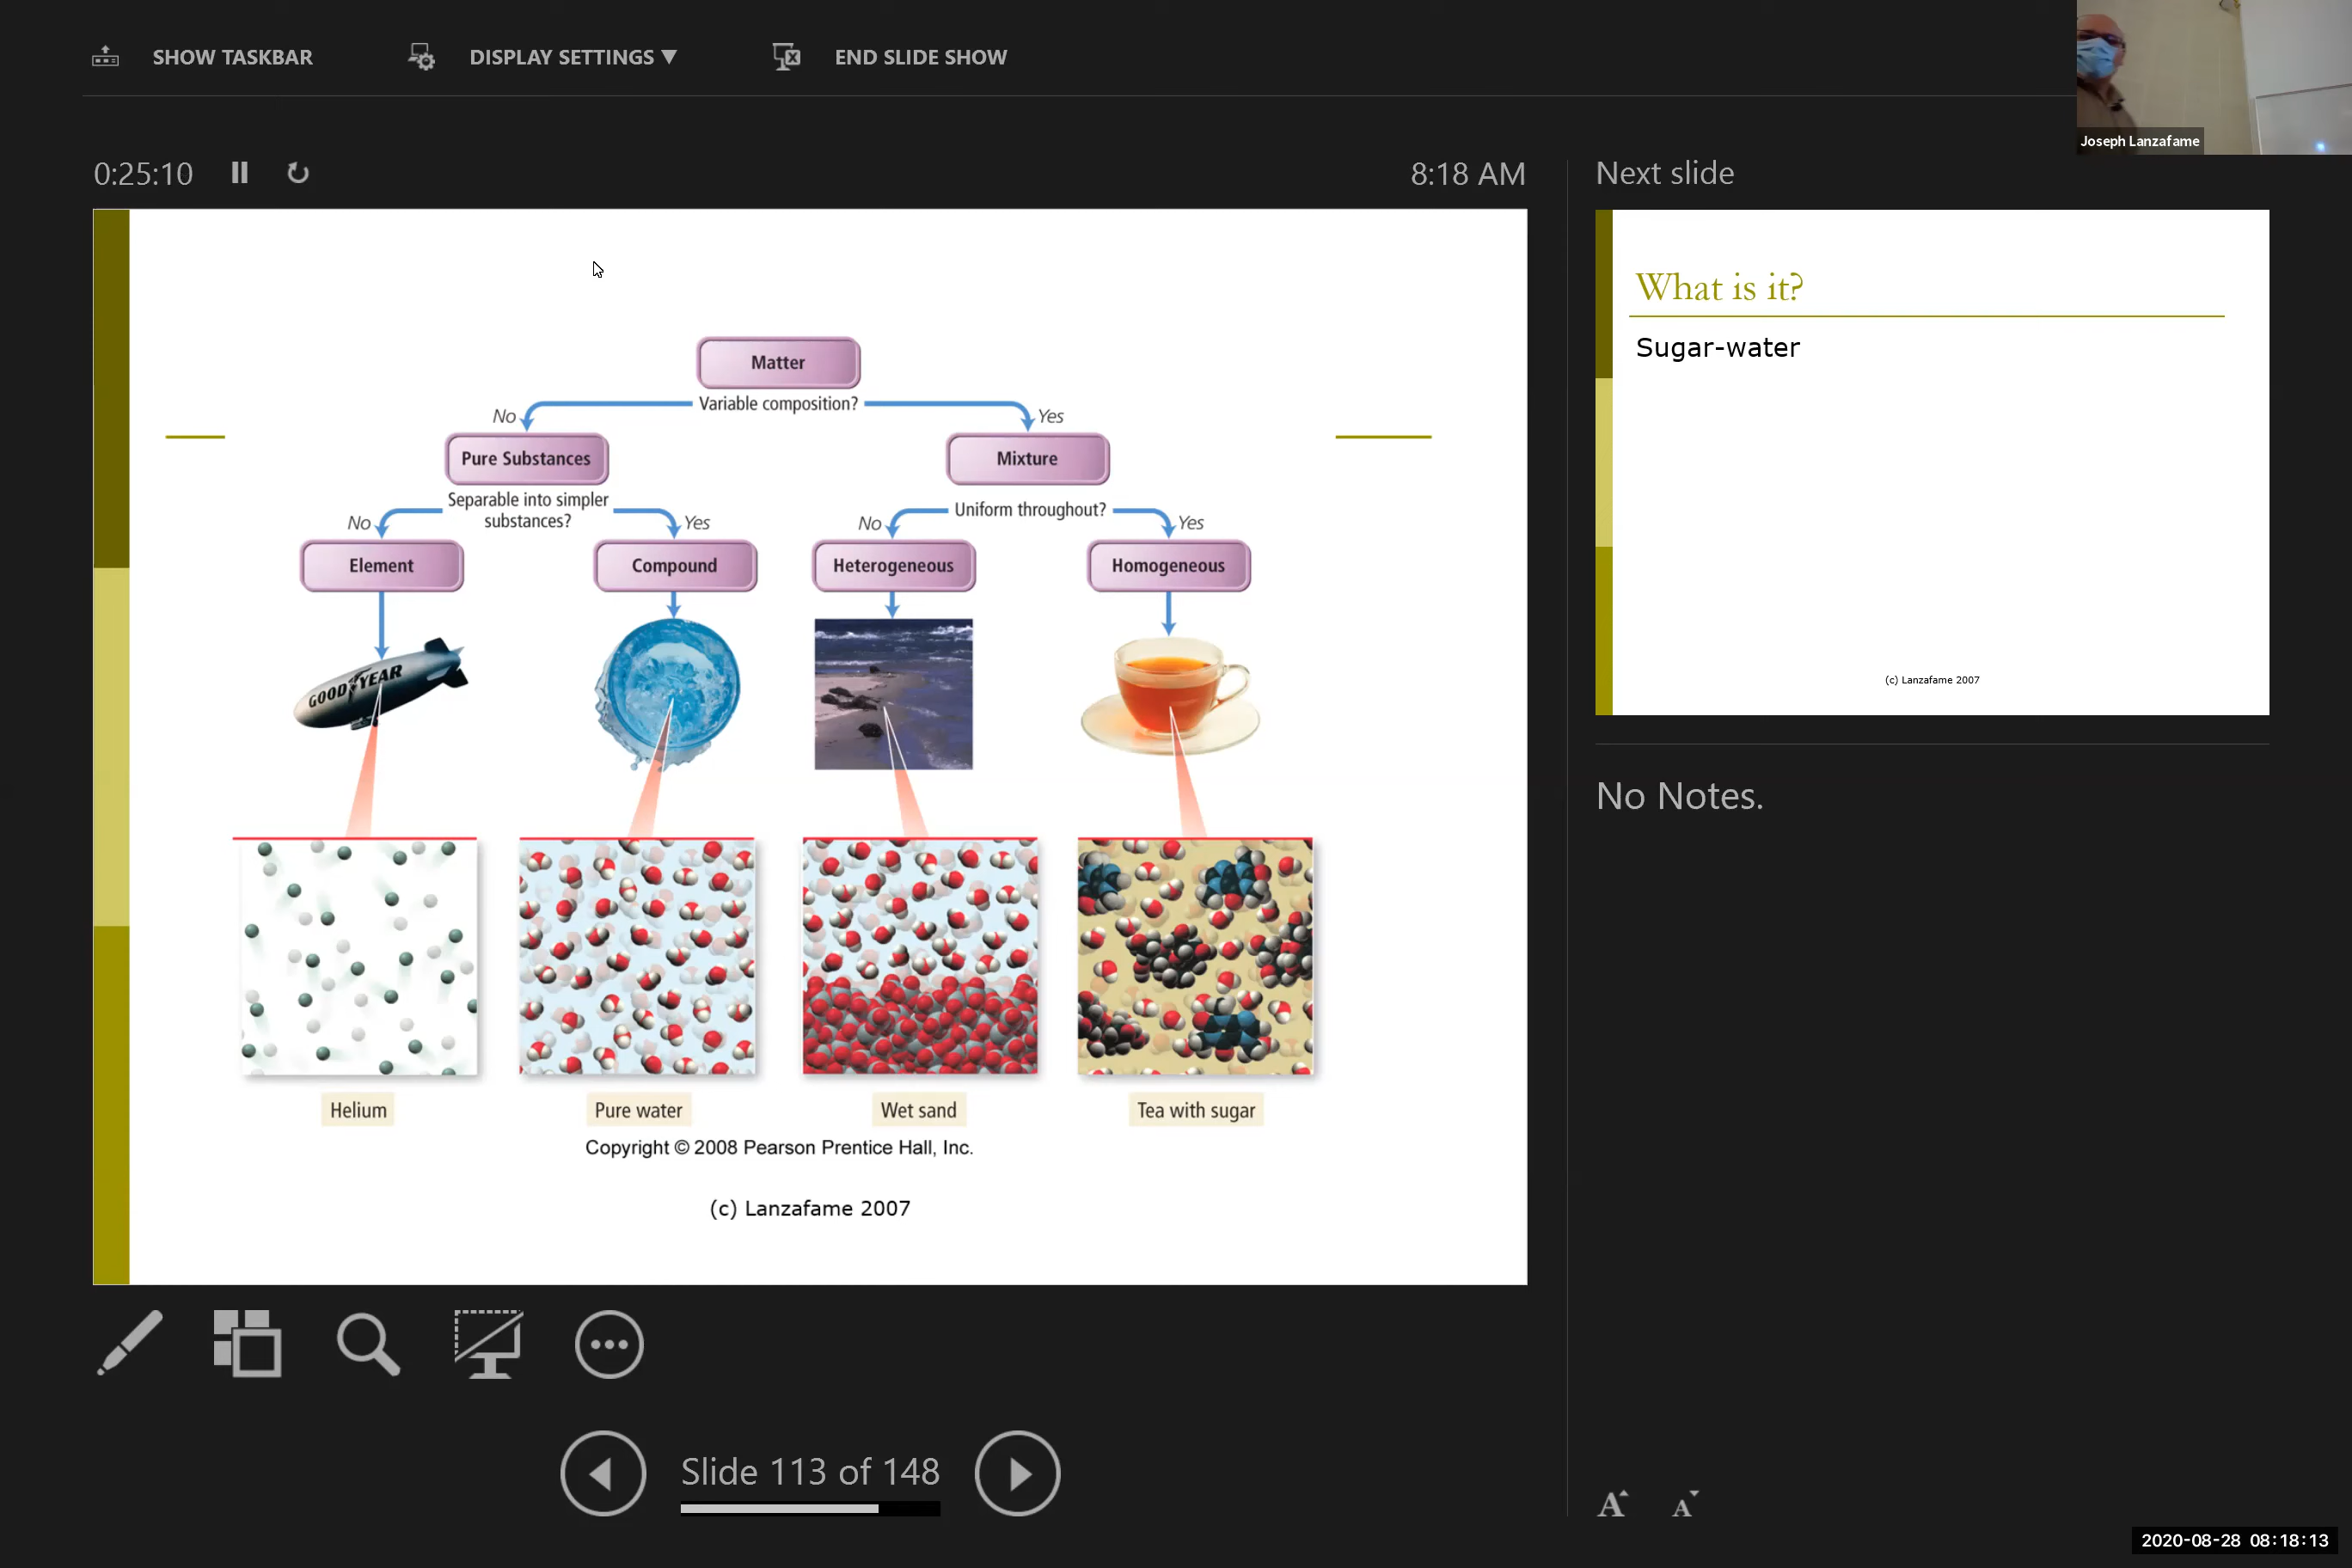 SHOW TASKBAR
DISPLAY SETTINGS ▼
END SLIDE SHOW
Joseph Lanzafame
0:25:10
8:18 AM
Next slide
Matter
Variable composition?
No
Yes
Pure Substances
Mixture
Separable into simpler
substances?
No
Yes
Uniform throughout?
No
Yes
Element
Compound
Heterogeneous
Homogeneous
GOODYEAR
Helium
Pure water
Wet sand
Tea with sugar
Copyright © 2008 Pearson Prentice Hall, Inc.
(c) Lanzafame 2007
What is it?
Sugar-water
(c) Lanzafame 2007
No Notes.
Slide 113 of 148
A
A
2020-08-28 08:18:13